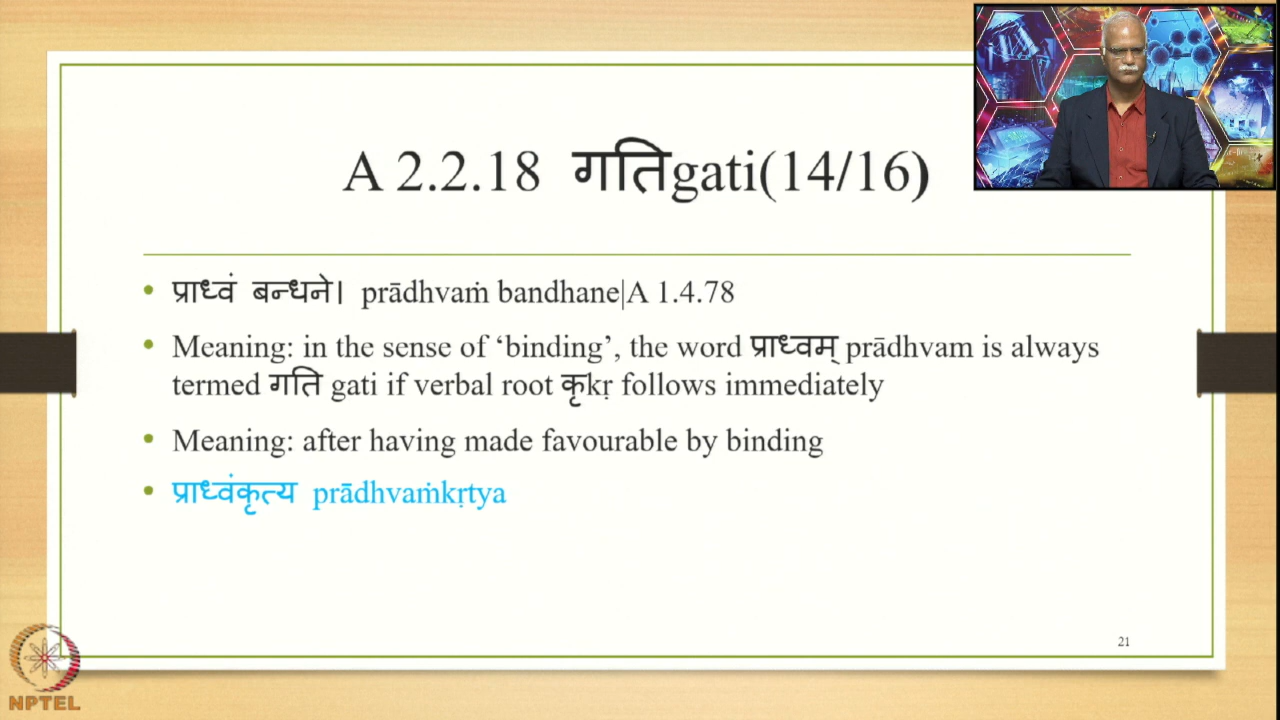 A 2.2.18 गतिgati(14/16)
• प्राध्वं बन्धने। prādhvaṁ bandhane|A 1.4.78
• Meaning: in the sense of ‘binding’, the word प्राध्वम् prādhvam is always
termed गति gati if verbal root कृkṛ follows immediately
• Meaning: after having made favourable by binding
• प्राध्वंकृत्य prādhvaṁkṛtya
21
NPTEL